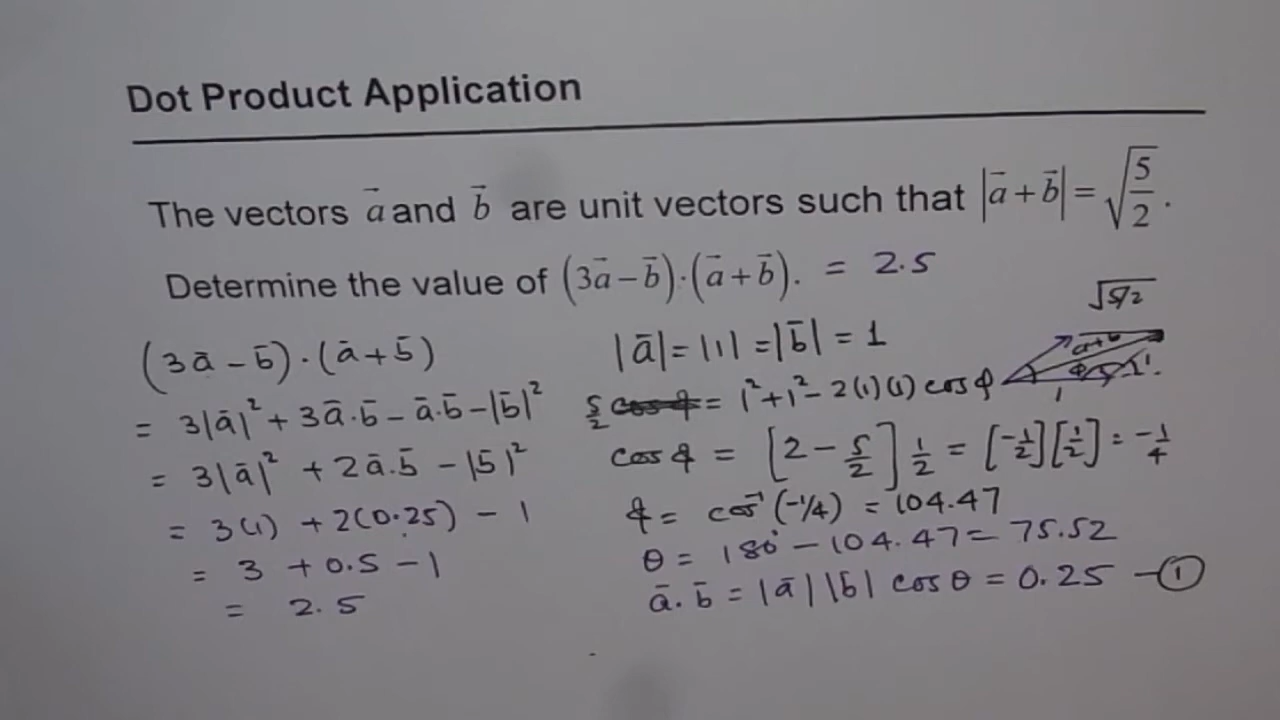 Dot Product Application
The vectors a⃗ and b⃗ are unit vectors such that |a⃗ + b⃗| = √(5/2).
Determine the value of (3a⃗ − b⃗)·(a⃗ + b⃗). = 2.5
(3ā − b̄)·(ā + 5)
= 3|ā|² + 3ā.b̄ − ā.b̄ − |b̄|²
= 3|ā|² + 2ā.b̄ − |5|²
= 3(1) + 2(0.25) − 1
= 3 + 0.5 − 1
= 2.5
|ā| = |1| = |b̄| = 1
5/2 = 1² + 1² − 2(1)(1) cos φ
cos φ = [2 − 5/2] 1/2 = [−1/2][1/2] = −1/4
φ = cos⁻¹(−1/4) = 104.47
θ = 180° − 104.47 = 75.52
ā.b̄ = |ā||b| cos θ = 0.25 — ①
√5/2
a+b
φ
1
1